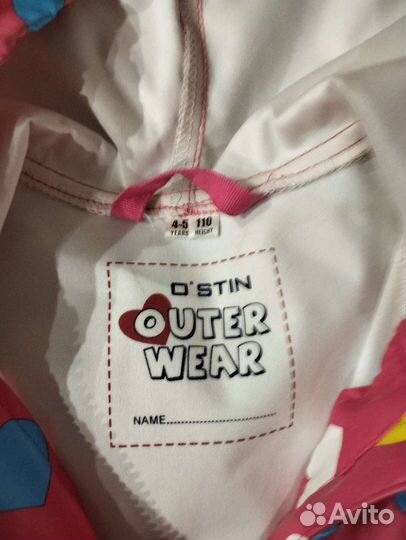 4-5 110
YEARS HEIGHT
O'STIN
OUTER
WEAR
NAME..............................
Avito